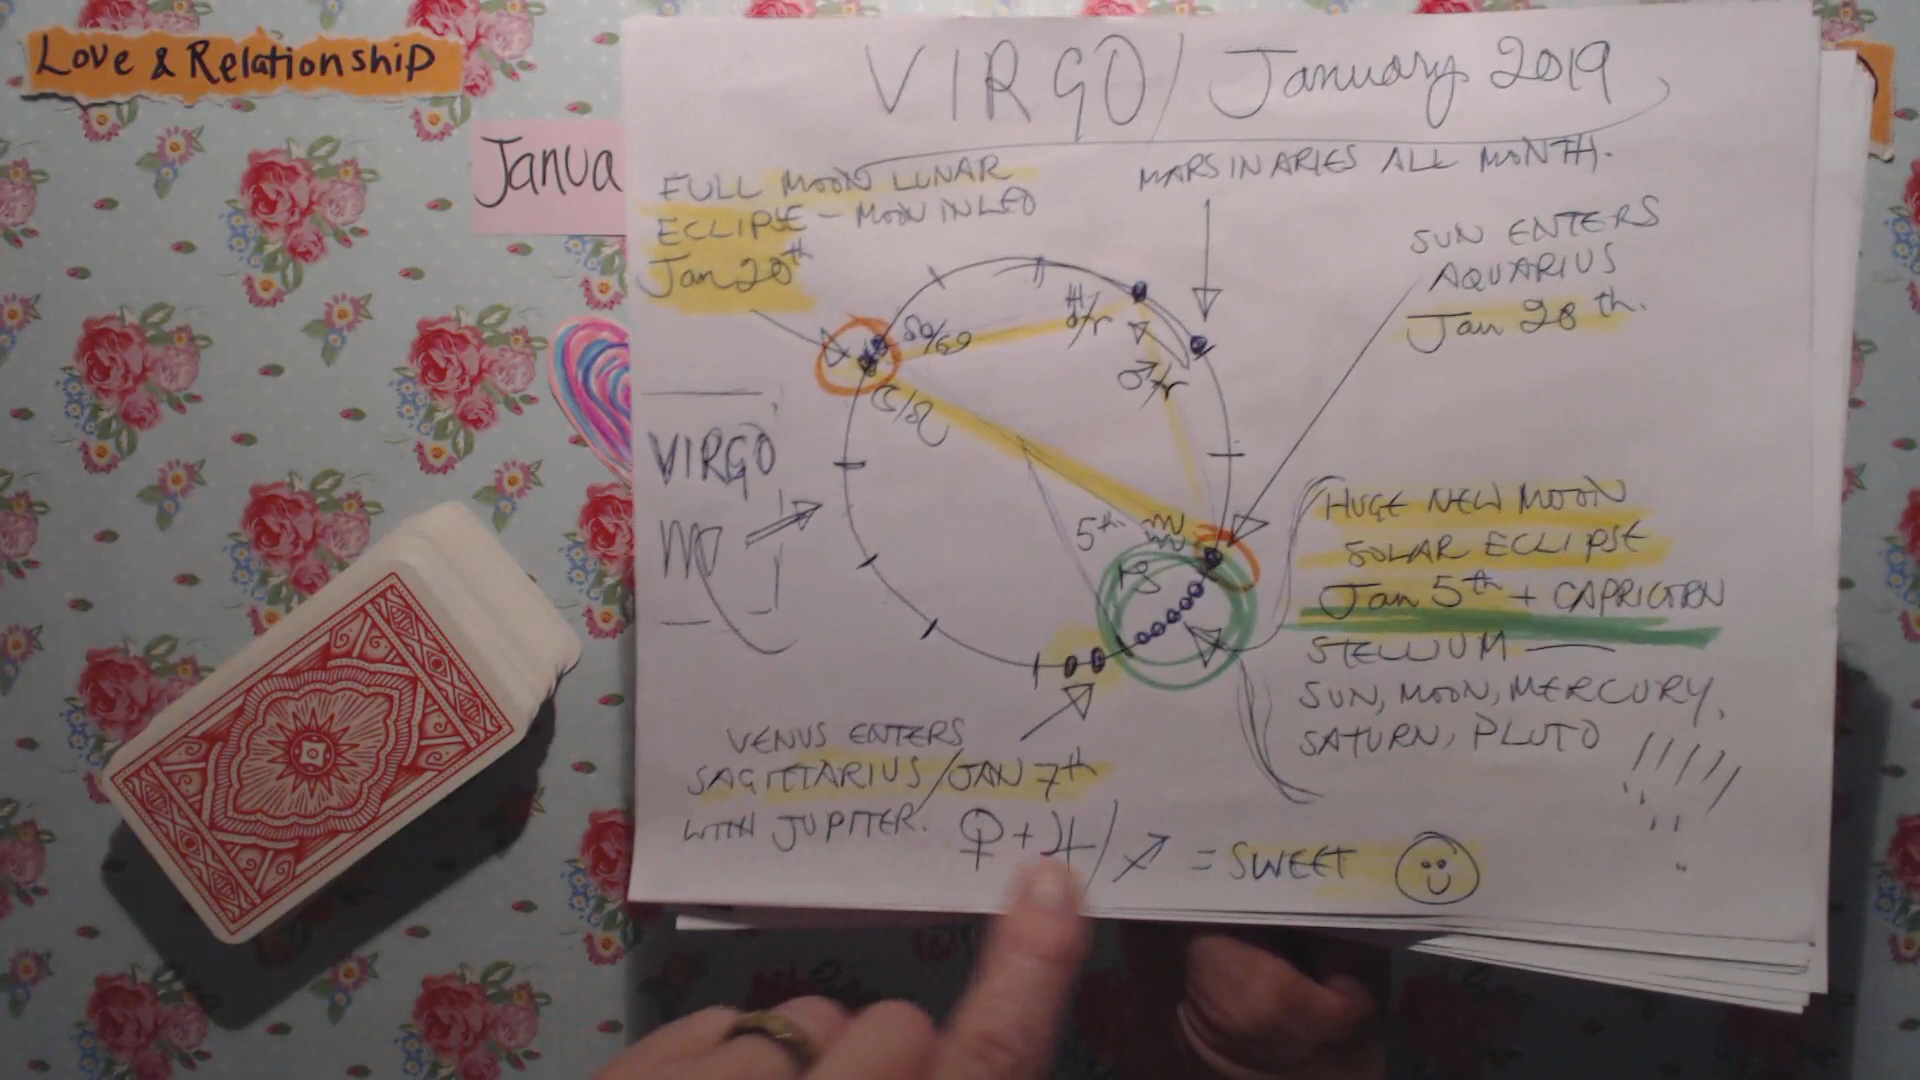 Love & Relationship
Janua
VIRGO / January 2019
FULL MOON LUNAR
ECLIPSE - MOON IN LEO
Jan 20th
MARS IN ARIES ALL MONTH.
SUN ENTERS
AQUARIUS
Jan 20th.
VIRGO
♍
♅/♈
♂/♈
☾/♌
5th ♒
♑
HUGE NEW MOON
SOLAR ECLIPSE
Jan 5th + CAPRICORN
STELLIUM —
SUN, MOON, MERCURY,
SATURN, PLUTO !!!!!
VENUS ENTERS
SAGITTARIUS / JAN 7th
WITH JUPITER. ♀ + ♃ / ♐ = SWEET